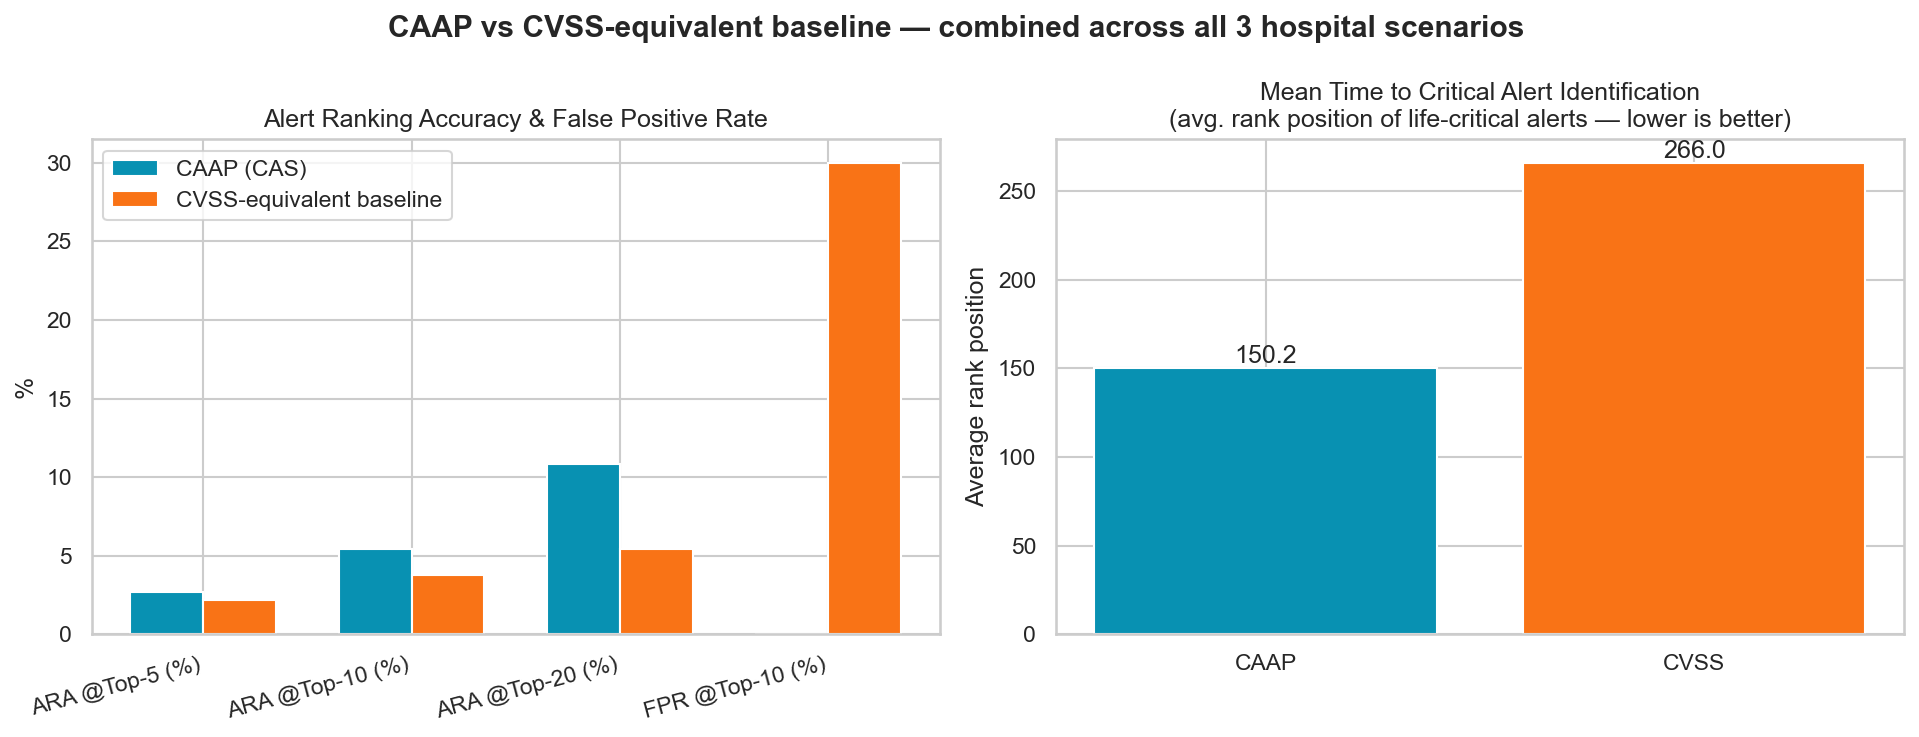 CAAP vs CVSS-equivalent baseline — combined across all 3 hospital scenarios
Alert Ranking Accuracy & False Positive Rate
CAAP (CAS)
CVSS-equivalent baseline
%
30
25
20
15
10
5
0
ARA @Top-5 (%)
ARA @Top-10 (%)
ARA @Top-20 (%)
FPR @Top-10 (%)
Mean Time to Critical Alert Identification
(avg. rank position of life-critical alerts — lower is better)
Average rank position
250
200
150
100
50
0
150.2
266.0
CAAP
CVSS